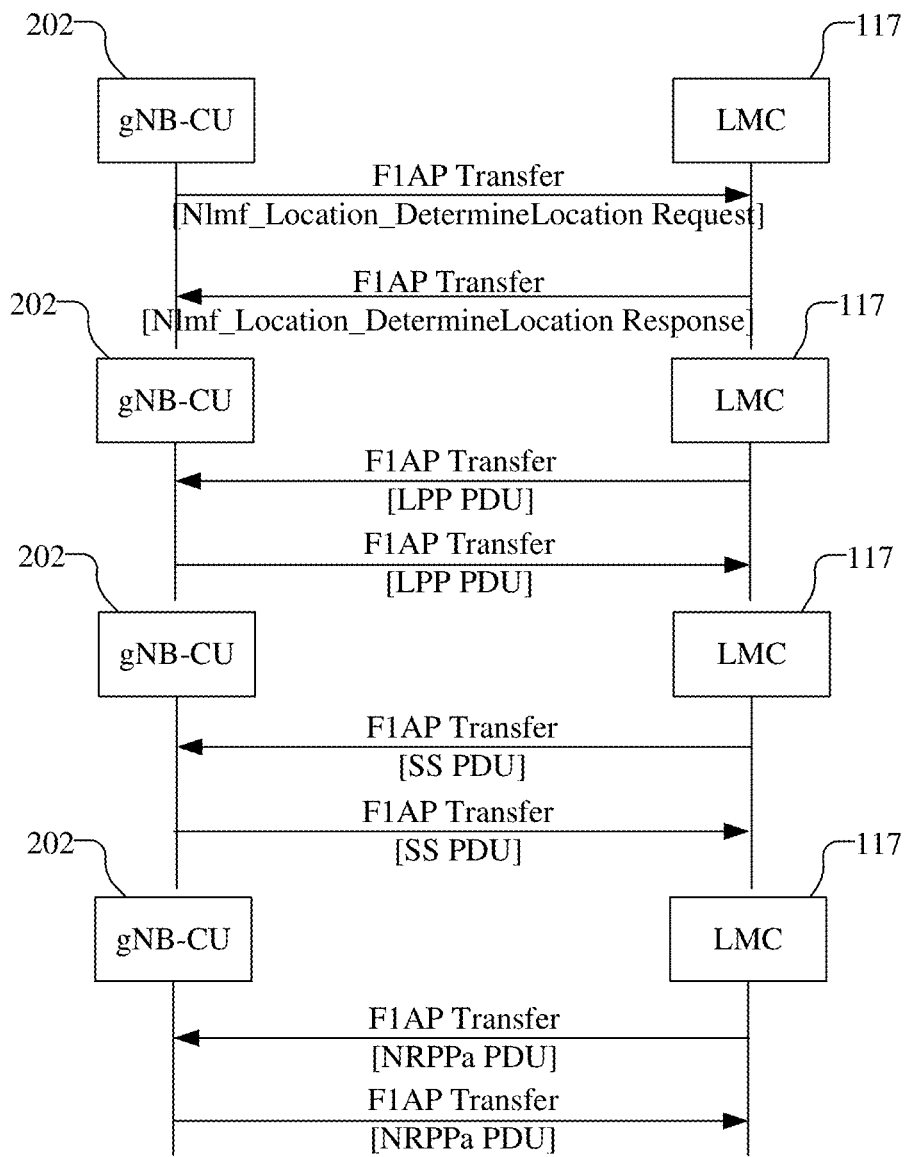 202 117
gNB-CU LMC
F1AP Transfer
[Nlmf_Location_DetermineLocation Request]
F1AP Transfer
[Nlmf_Location_DetermineLocation Response]
202 117
gNB-CU LMC
F1AP Transfer
[LPP PDU]
F1AP Transfer
[LPP PDU]
202 117
gNB-CU LMC
F1AP Transfer
[SS PDU]
F1AP Transfer
[SS PDU]
202 117
gNB-CU LMC
F1AP Transfer
[NRPPa PDU]
F1AP Transfer
[NRPPa PDU]